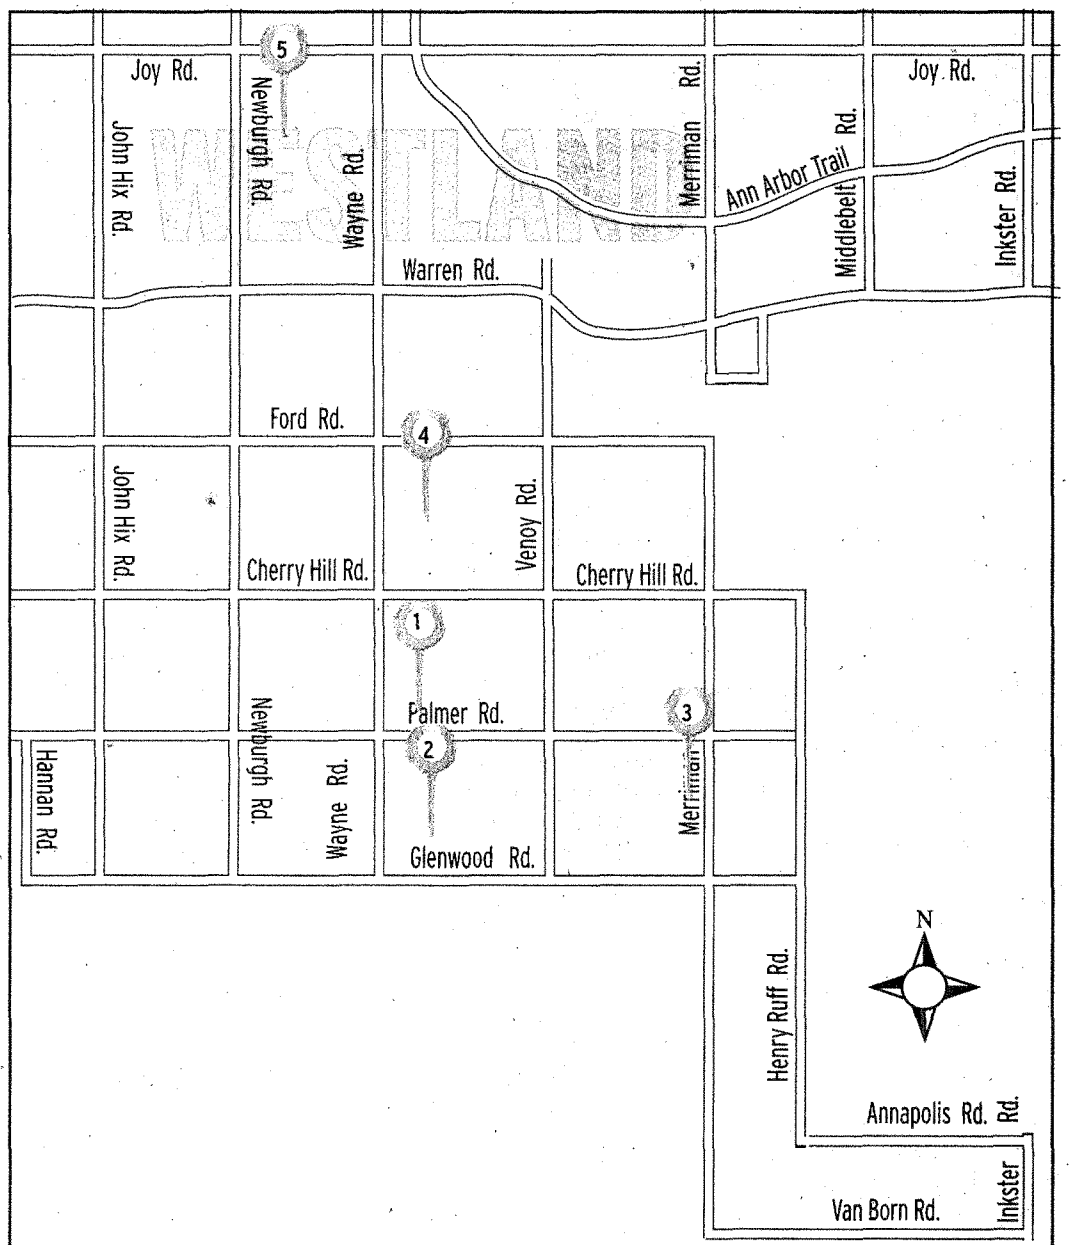 5
Joy Rd.
Joy Rd.
Newburgh Rd.
Merriman Rd.
John Hix Rd.
WESTLAND
Wayne Rd.
Ann Arbor Trail
Middlebelt Rd.
Inkster Rd.
Warren Rd.
Ford Rd.
4
John Hix Rd.
Venoy Rd.
Cherry Hill Rd.
Cherry Hill Rd.
1
Newburgh Rd.
Palmer Rd.
3
2
Hannan Rd.
Wayne Rd.
Merriman
Glenwood Rd.
N
Henry Ruff Rd.
Annapolis Rd.
Inkster Rd.
Van Born Rd.